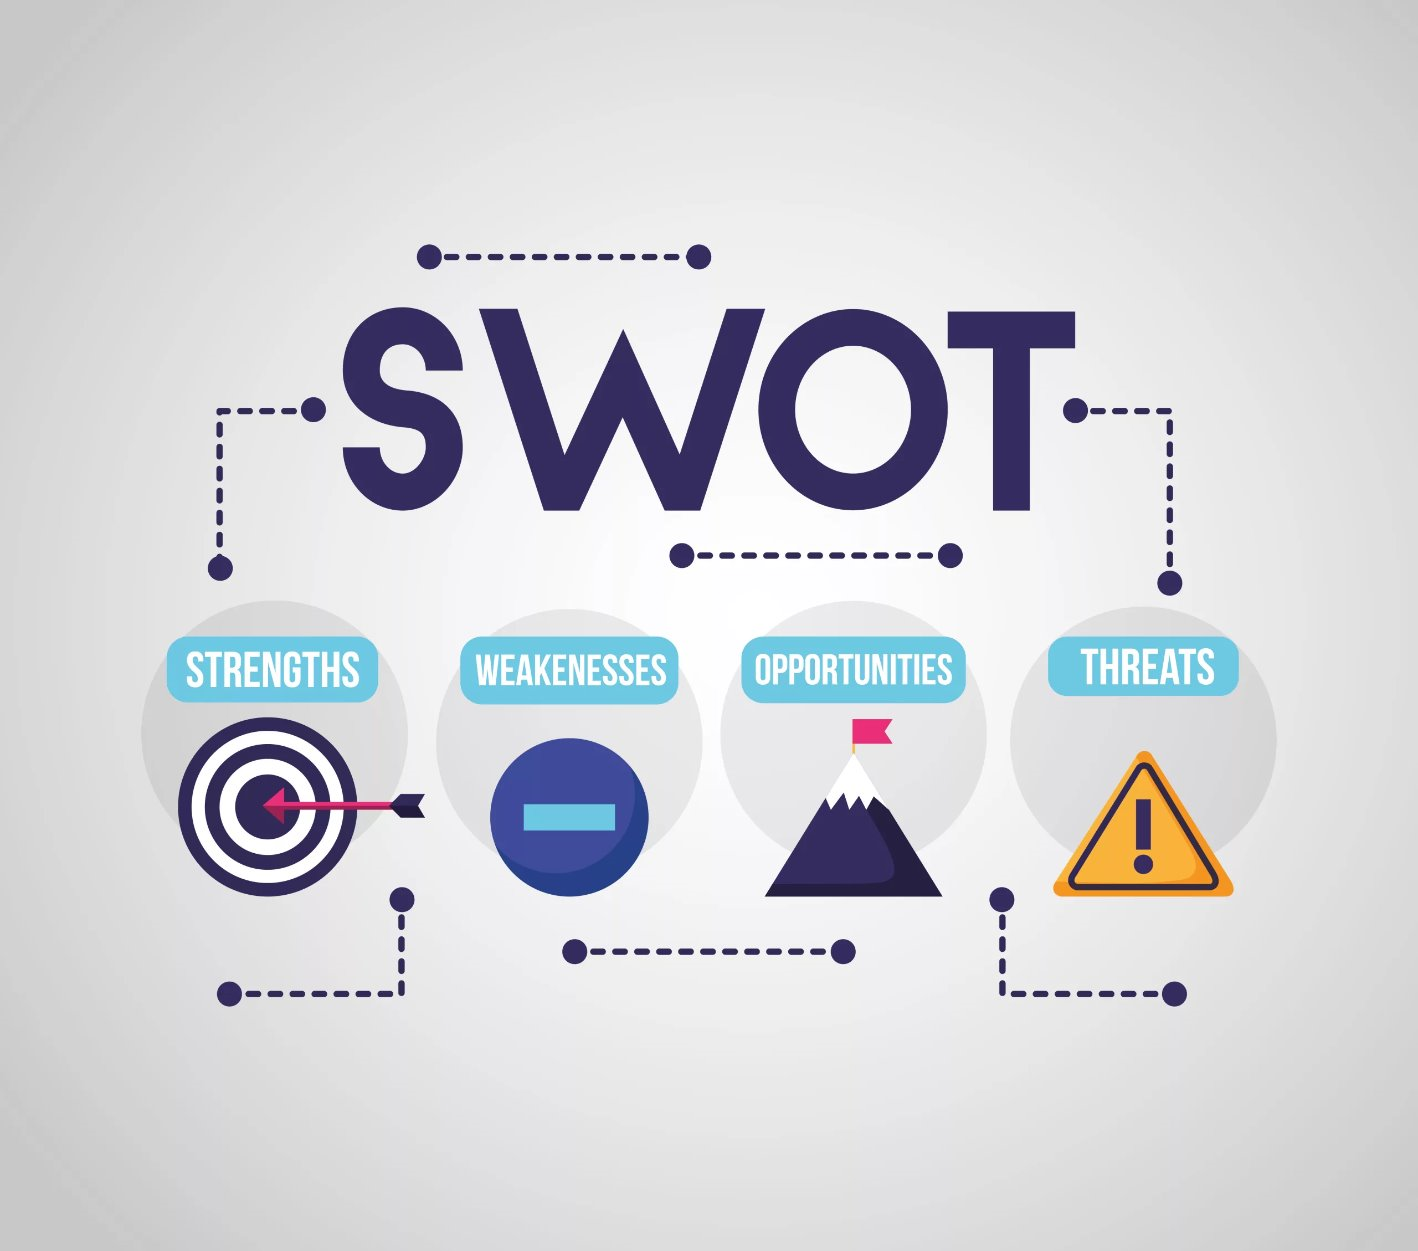 SWOT
STRENGTHS
WEAKENESSES
OPPORTUNITIES
THREATS